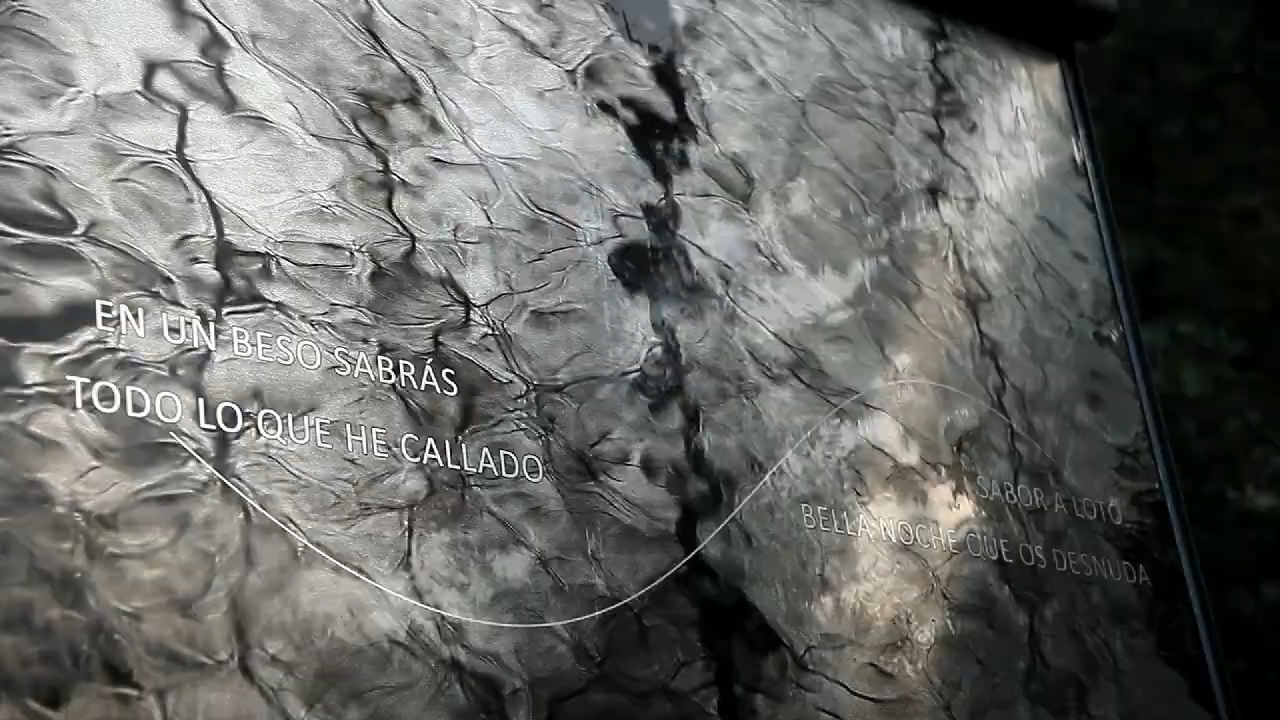 EN UN BESO SABRÁS
TODO LO QUE HE CALLADO
SABOR A LOTO
BELLA NOCHE QUE OS DESNUDA